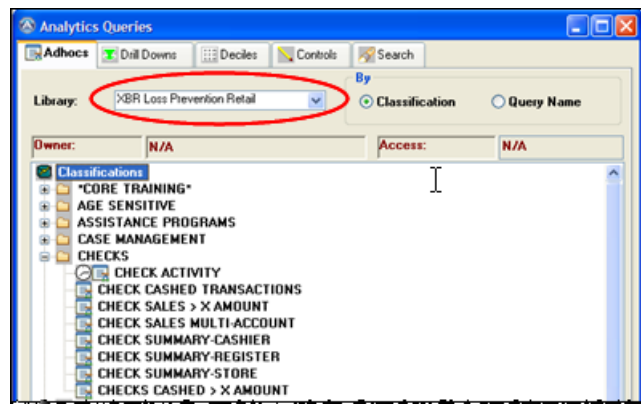 Analytics Queries
Adhocs Drill Downs Deciles Controls Search
By
Library: XBR Loss Prevention Retail Classification Query Name
Owner: N/A Access: N/A
Classifications
*CORE TRAINING*
AGE SENSITIVE
ASSISTANCE PROGRAMS
CASE MANAGEMENT
CHECKS
CHECK ACTIVITY
CHECK CASHED TRANSACTIONS
CHECK SALES > X AMOUNT
CHECK SALES MULTI-ACCOUNT
CHECK SUMMARY-CASHIER
CHECK SUMMARY-REGISTER
CHECK SUMMARY-STORE
CHECKS CASHED > X AMOUNT